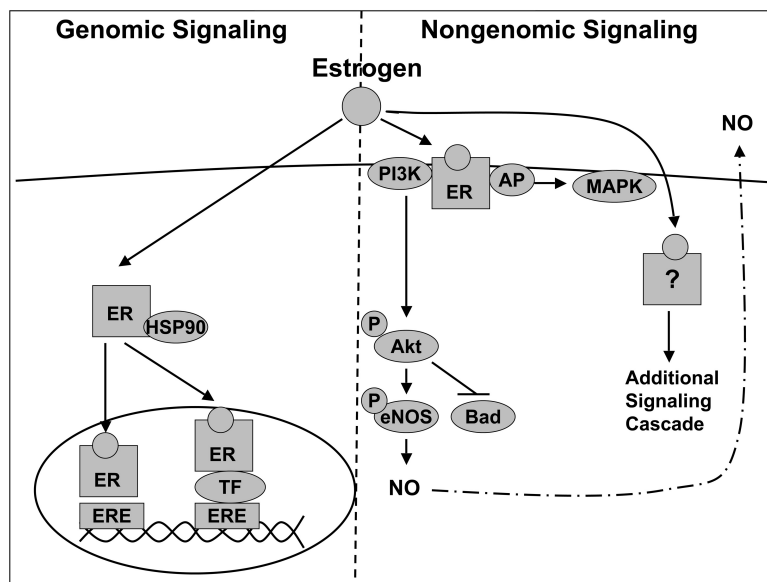 Genomic Signaling
Nongenomic Signaling
Estrogen
NO
PI3K
ER
AP
MAPK
?
ER
HSP90
P
Akt
P
eNOS
Bad
Additional
Signaling
Cascade
NO
ER
ERE
ER
TF
ERE